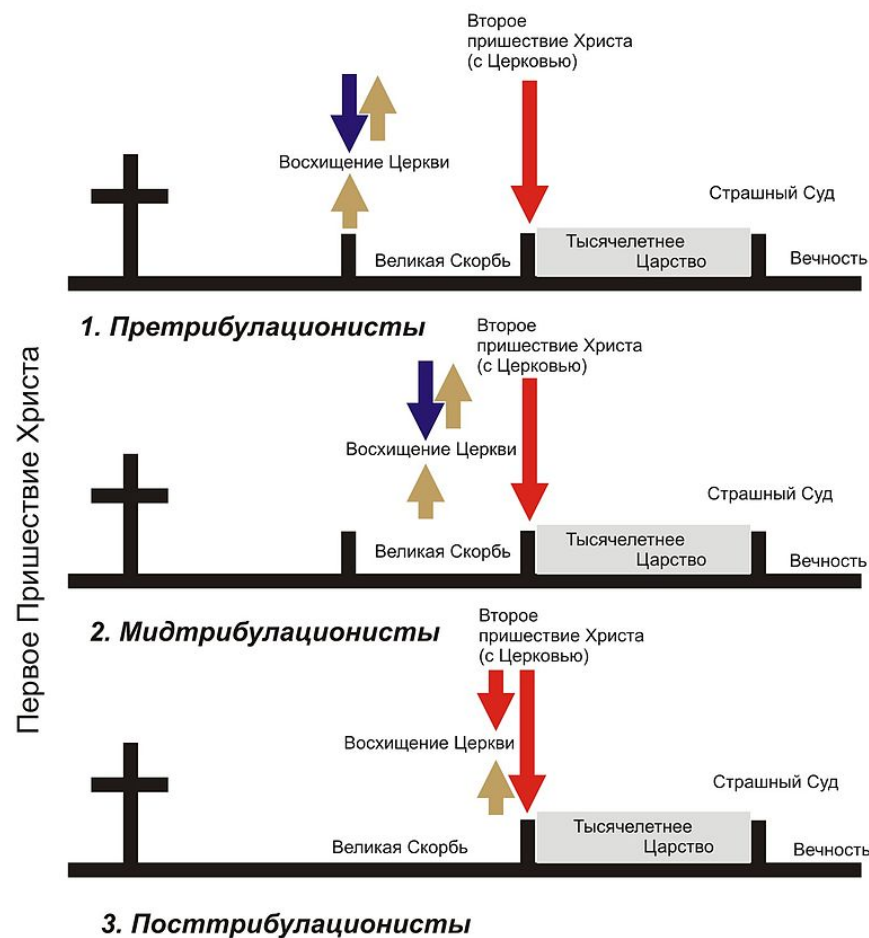 Первое Пришествие Христа
Второе
пришествие Христа
(с Церковью)
Восхищение Церкви
Страшный Суд
Великая Скорбь
Тысячелетнее
Царство
Вечность
1. Претрибулационисты
Второе
пришествие Христа
(с Церковью)
Восхищение Церкви
Страшный Суд
Великая Скорбь
Тысячелетнее
Царство
Вечность
2. Мидтрибулационисты
Второе
пришествие Христа
(с Церковью)
Восхищение Церкви
Страшный Суд
Великая Скорбь
Тысячелетнее
Царство
Вечность
3. Посттрибулационисты